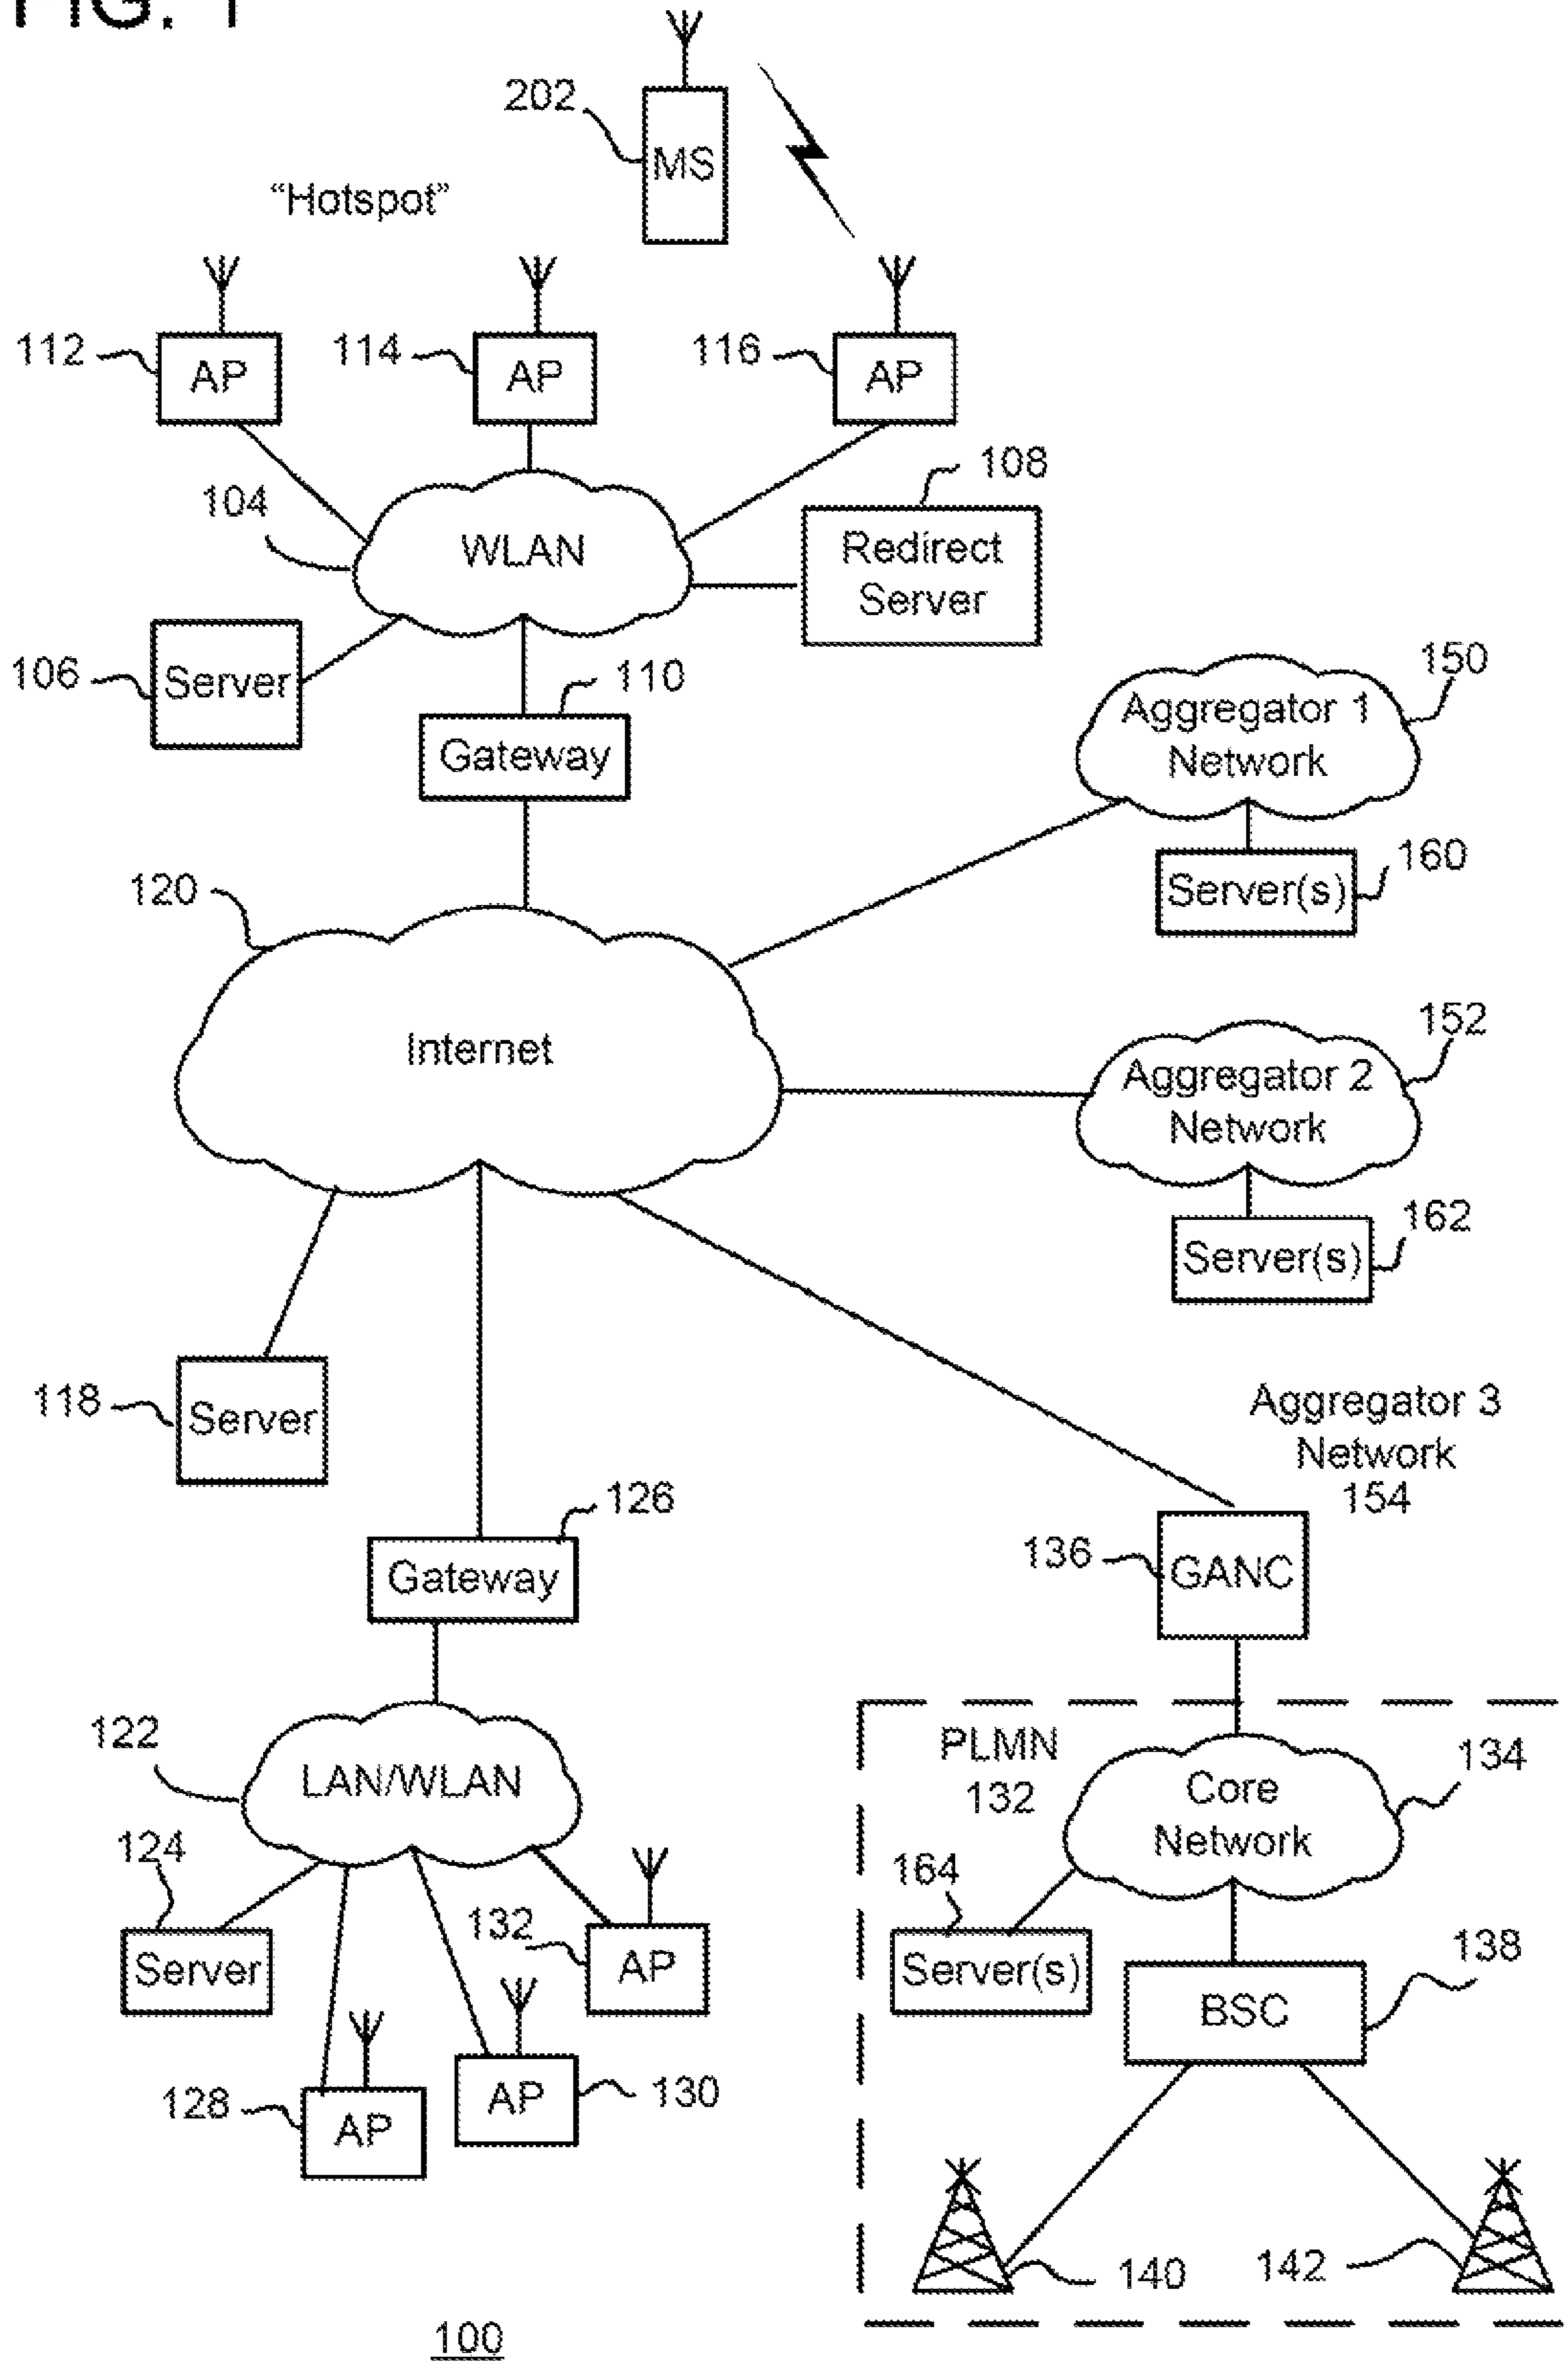 FIG. 1
202
MS
"Hotspot"
112
AP
114
AP
116
AP
104
WLAN
108
Redirect
Server
106
Server
110
Gateway
150
Aggregator 1
Network
160
Server(s)
120
Internet
152
Aggregator 2
Network
162
Server(s)
118
Server
Aggregator 3
Network
154
126
Gateway
136
GANC
122
LAN/WLAN
PLMN
132
134
Core
Network
124
Server
132
AP
164
Server(s)
138
BSC
128
AP
130
AP
140
142
100